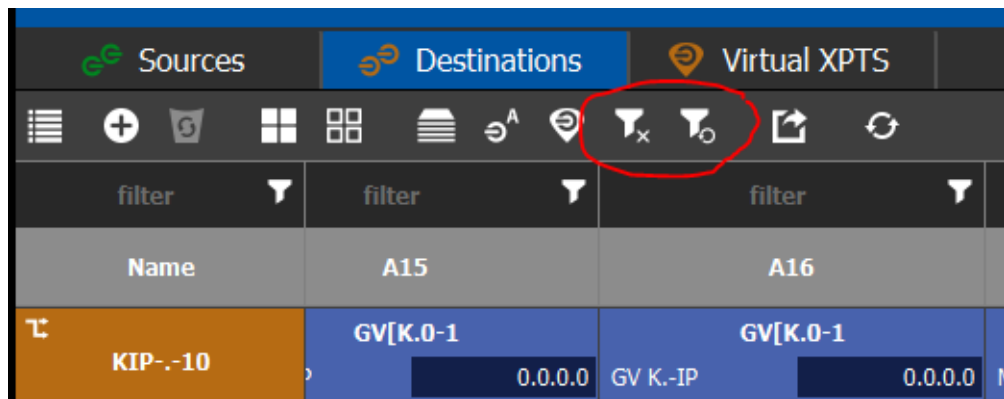 Sources Destinations Virtual XPTS
A
filter filter filter
Name A15 A16
GV[K.0-1 GV[K.0-1
KIP-.-10
0.0.0.0 GV K.-IP 0.0.0.0